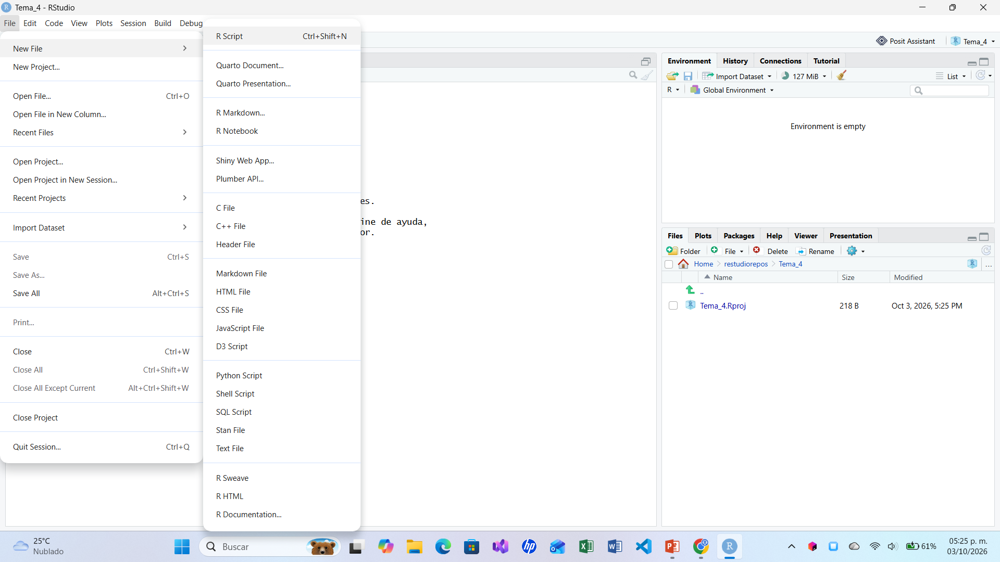 Tema_4 - RStudio
File Edit Code View Plots Session Build Debug
New File
New Project...
Open File... Ctrl+O
Open File in New Column...
Recent Files
Open Project...
Open Project in New Session...
Recent Projects
Import Dataset
Save Ctrl+S
Save As...
Save All Alt+Ctrl+S
Print...
Close Ctrl+W
Close All Ctrl+Shift+W
Close All Except Current Alt+Ctrl+Shift+W
Close Project
Quit Session... Ctrl+Q
R Script Ctrl+Shift+N
Quarto Document...
Quarto Presentation...
R Markdown...
R Notebook
Shiny Web App...
Plumber API...
C File
C++ File
Header File
Markdown File
HTML File
CSS File
JavaScript File
D3 Script
Python Script
Shell Script
SQL Script
Stan File
Text File
R Sweave
R HTML
R Documentation...
es.
ine de ayuda,
or.
Posit Assistant Tema_4
Environment History Connections Tutorial
Import Dataset 127 MiB List
R Global Environment
Environment is empty
Files Plots Packages Help Viewer Presentation
Folder File Delete Rename
Home restudiorepos Tema_4 ...
Name Size Modified
..
Tema_4.Rproj 218 B Oct 3, 2026, 5:25 PM
25°C
Nublado
Buscar
61%
05:25 p. m.
03/10/2026